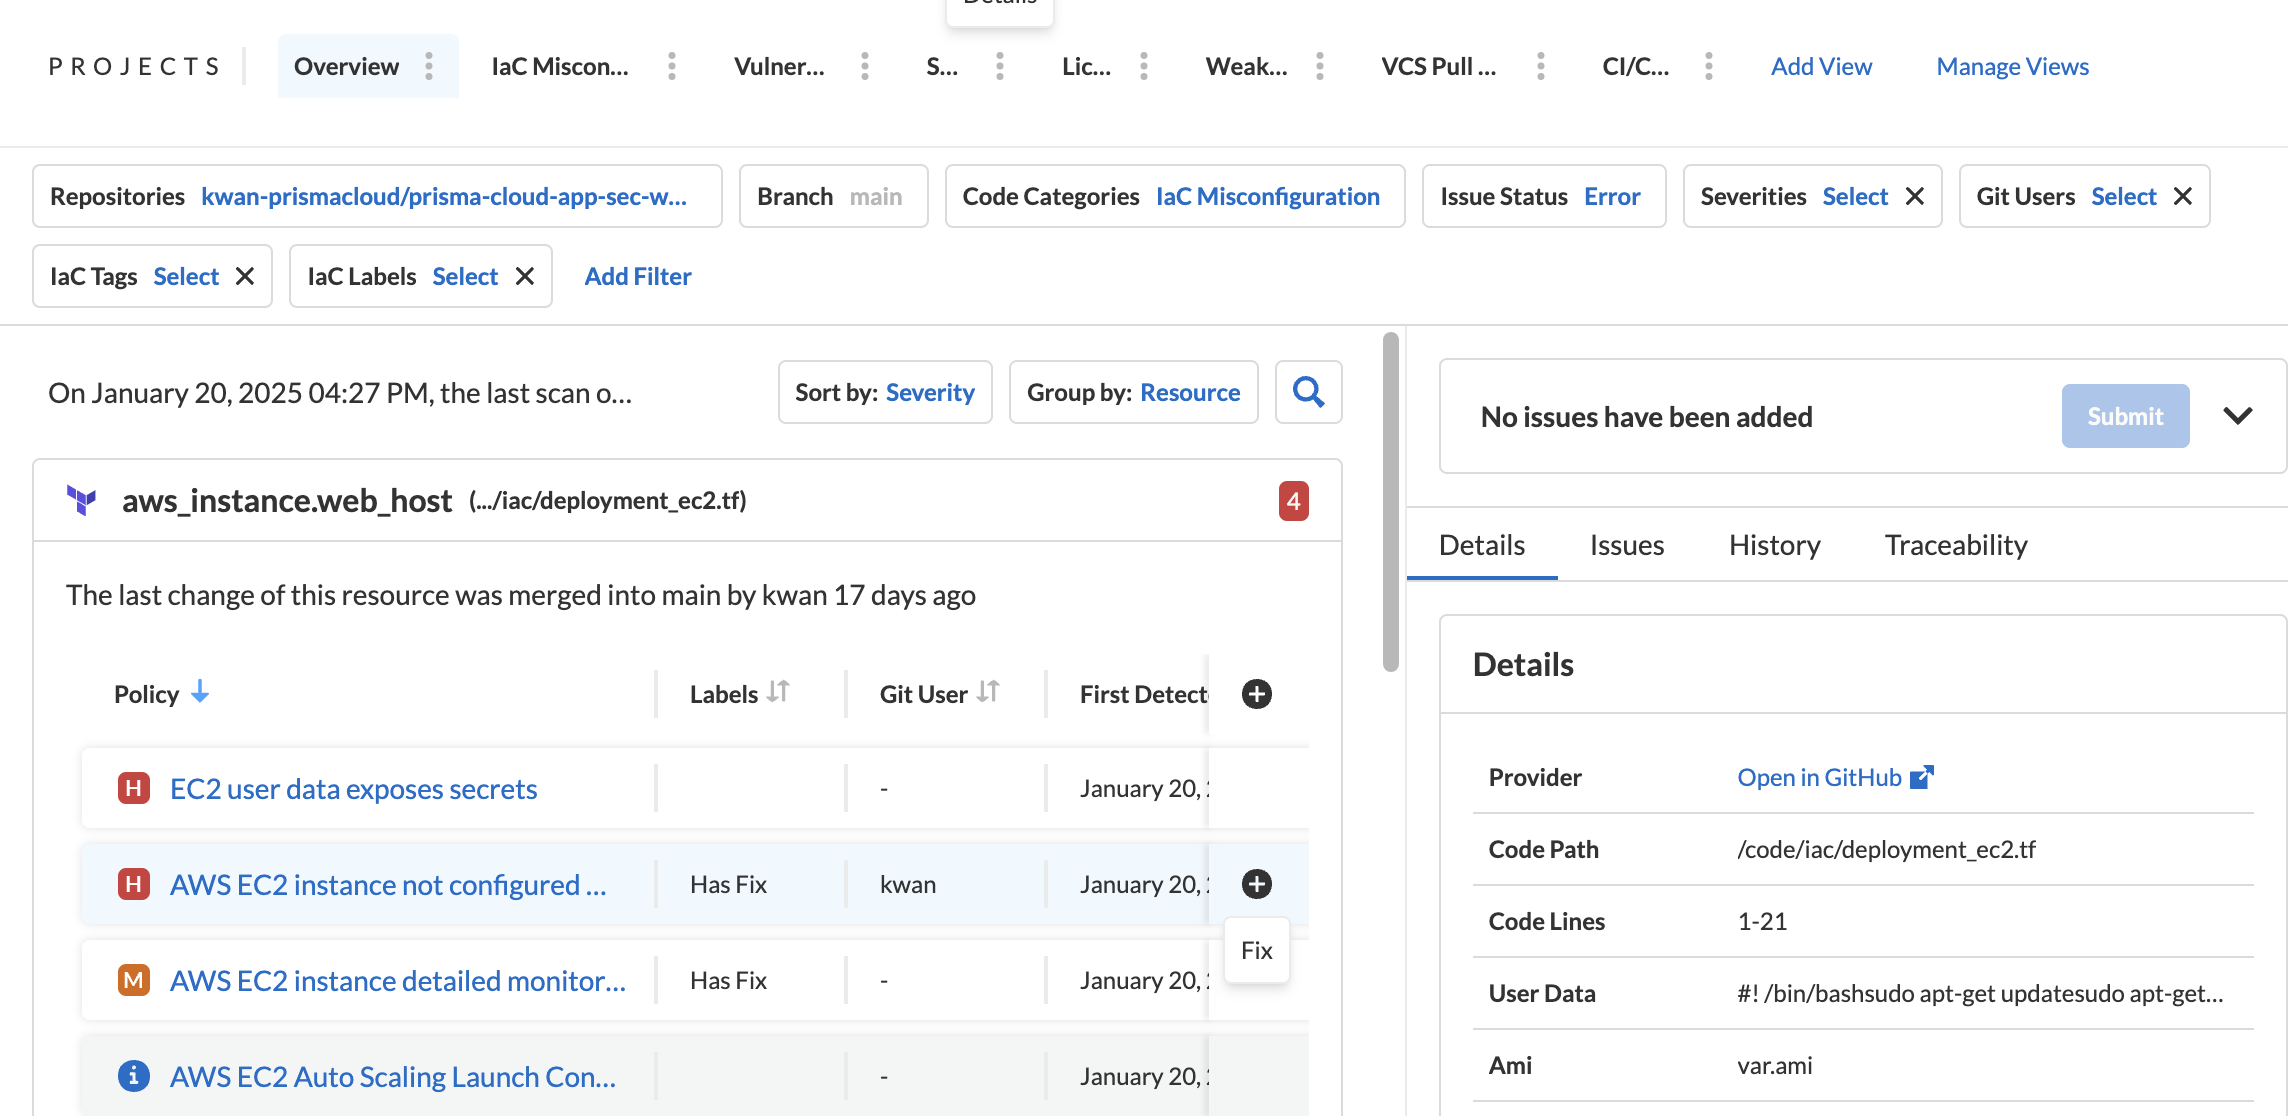 PROJECTS Overview IaC Miscon... Vulner... S... Lic... Weak... VCS Pull ... CI/C... Add View Manage Views
Repositories kwan-prismacloud/prisma-cloud-app-sec-w... Branch main Code Categories IaC Misconfiguration Issue Status Error Severities Select Git Users Select
IaC Tags Select IaC Labels Select Add Filter
On January 20, 2025 04:27 PM, the last scan o... Sort by: Severity Group by: Resource
aws_instance.web_host (.../iac/deployment_ec2.tf) 4
The last change of this resource was merged into main by kwan 17 days ago
Policy Labels Git User First Detect
H EC2 user data exposes secrets - January 20,
H AWS EC2 instance not configured ... Has Fix kwan January 20,
Fix
M AWS EC2 instance detailed monitor... Has Fix - January 20,
i AWS EC2 Auto Scaling Launch Con... - January 20,
No issues have been added Submit
Details Issues History Traceability
Details
Provider Open in GitHub
Code Path /code/iac/deployment_ec2.tf
Code Lines 1-21
User Data #! /bin/bashsudo apt-get updatesudo apt-get...
Ami var.ami